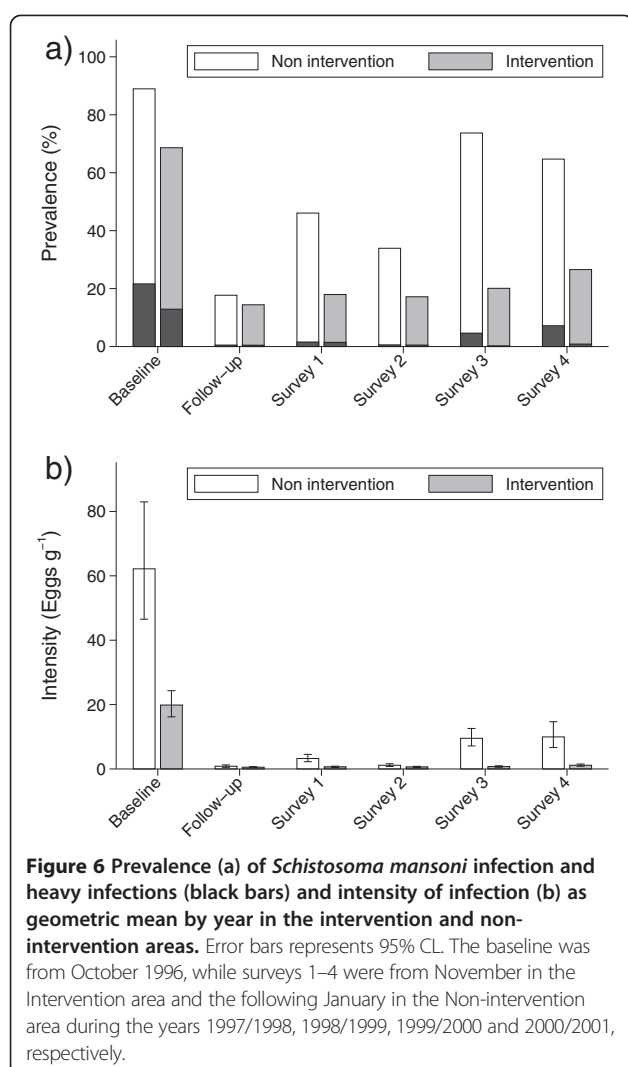 a)
Non intervention
Intervention
Prevalence (%)
100
80
60
40
20
0
Baseline
Follow−up
Survey 1
Survey 2
Survey 3
Survey 4
b)
Non intervention
Intervention
Intensity (Eggs g⁻¹)
80
60
40
20
0
Baseline
Follow−up
Survey 1
Survey 2
Survey 3
Survey 4
Figure 6 Prevalence (a) of Schistosoma mansoni infection and
heavy infections (black bars) and intensity of infection (b) as
geometric mean by year in the intervention and non-
intervention areas. Error bars represents 95% CL. The baseline was
from October 1996, while surveys 1–4 were from November in the
Intervention area and the following January in the Non-intervention
area during the years 1997/1998, 1998/1999, 1999/2000 and 2000/2001,
respectively.